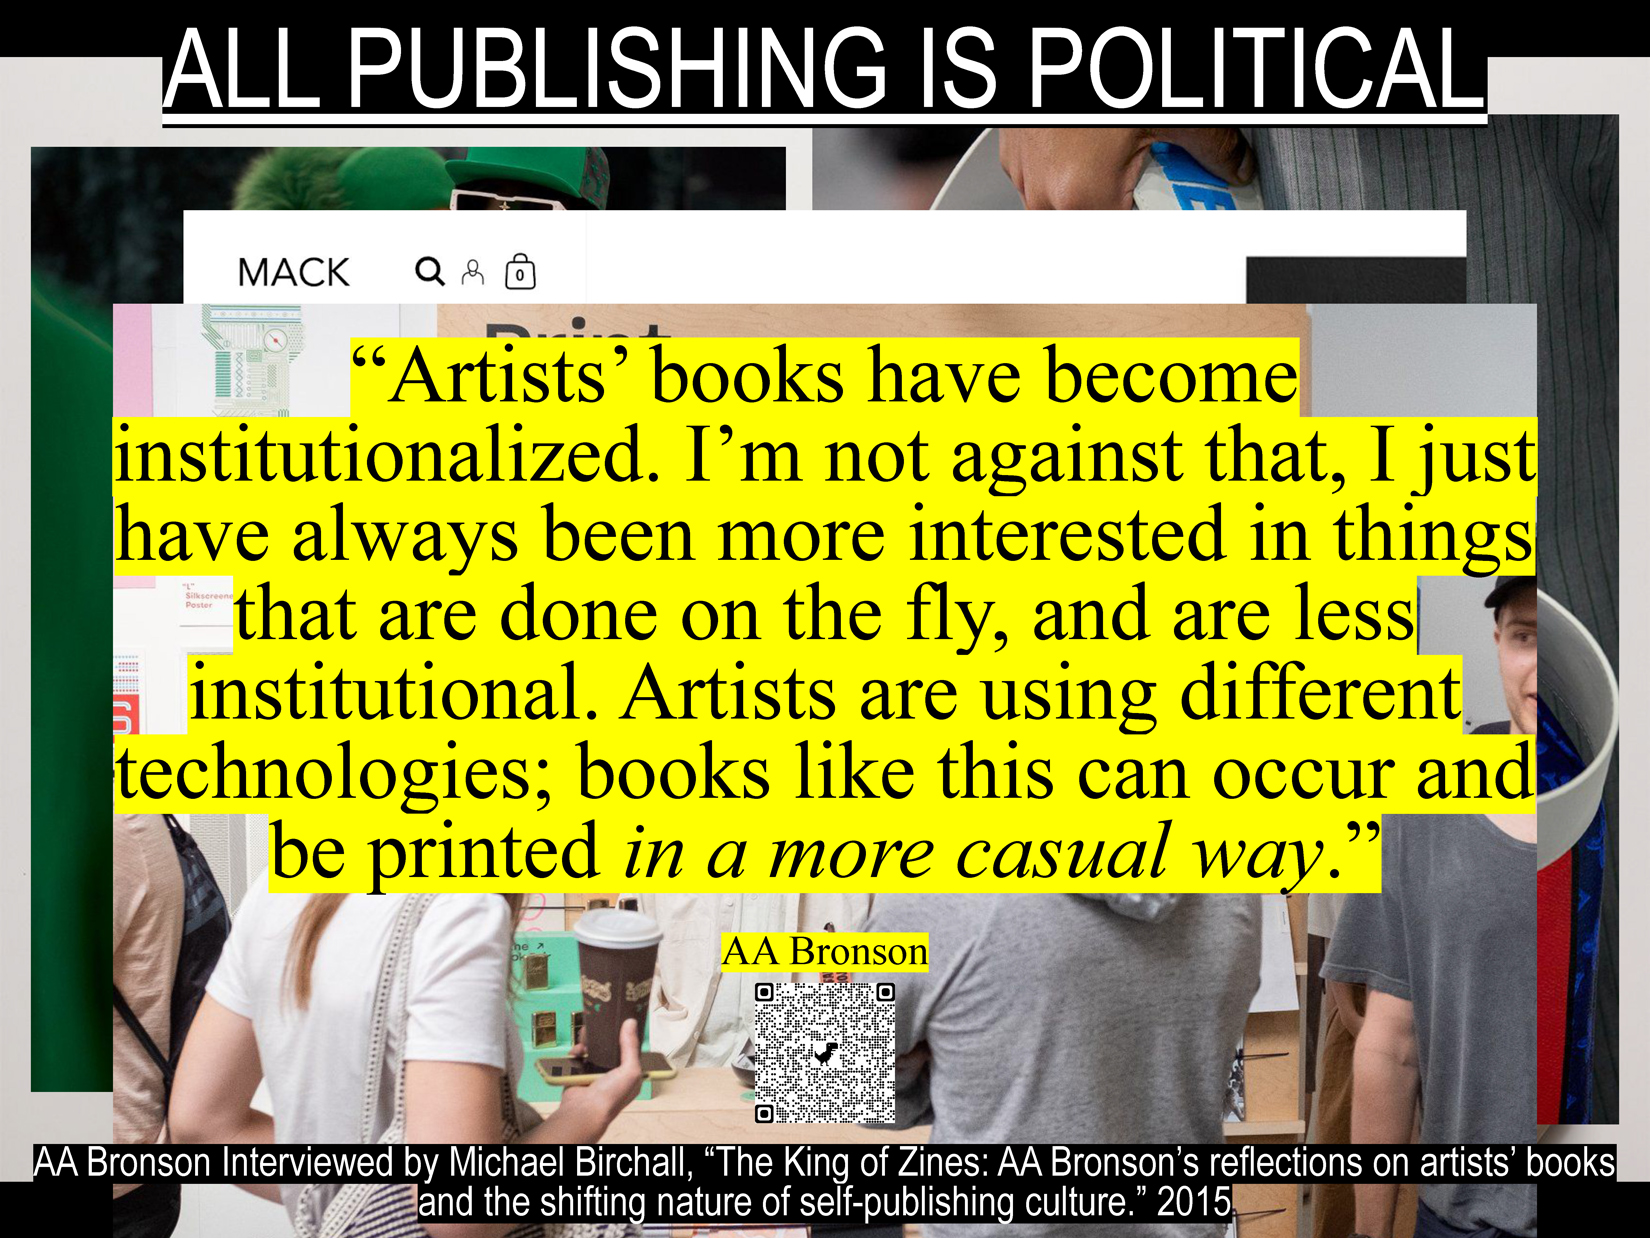 ALL PUBLISHING IS POLITICAL
MACK
0
Print
“Artists’ books have become
institutionalized. I’m not against that, I just
have always been more interested in things
that are done on the fly, and are less
institutional. Artists are using different
technologies; books like this can occur and
be printed in a more casual way.”
Silkscreene
Poster
AA Bronson
AA Bronson Interviewed by Michael Birchall, “The King of Zines: AA Bronson’s reflections on artists’ books
and the shifting nature of self-publishing culture.” 2015